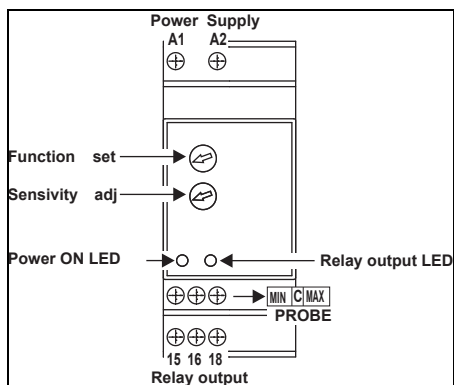 Power Supply
A1 A2
Function set
Sensivity adj
Power ON LED
Relay output LED
MIN C MAX
PROBE
15 16 18
Relay output